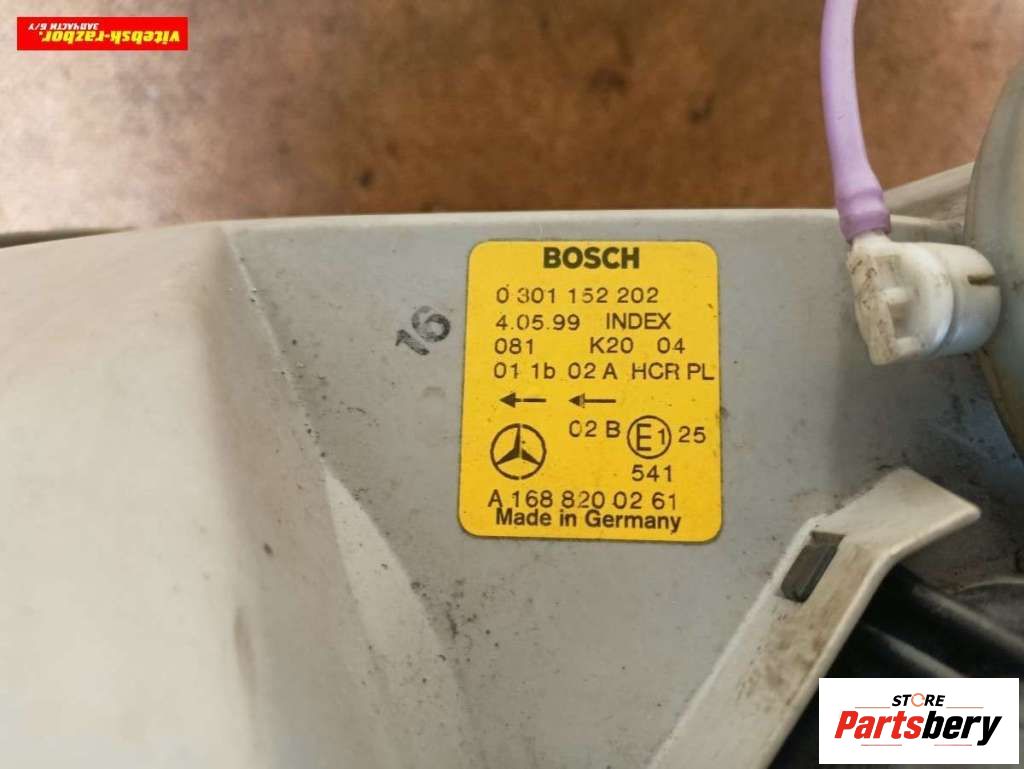 vitebsk-razbor.
ЗАПЧАСТИ Б/У
16
BOSCH
0 301 152 202
4.05.99 INDEX
081 K20 04
01 1b 02 A HCR PL
02 B E1 25
541
A 168 820 02 61
Made in Germany
STORE
Partsbery